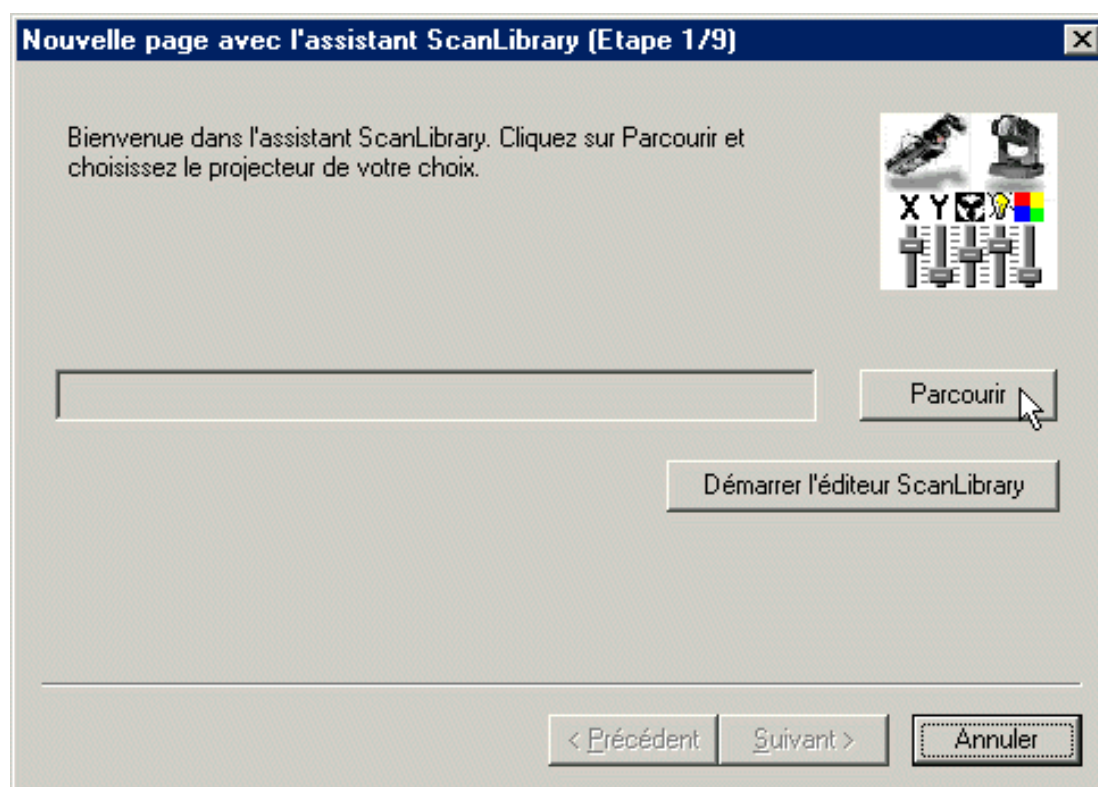 Nouvelle page avec l'assistant ScanLibrary (Etape 1/9)
Bienvenue dans l'assistant ScanLibrary. Cliquez sur Parcourir et
choisissez le projecteur de votre choix.
X Y
Parcourir
Démarrer l'éditeur ScanLibrary
< Précédent
Suivant >
Annuler